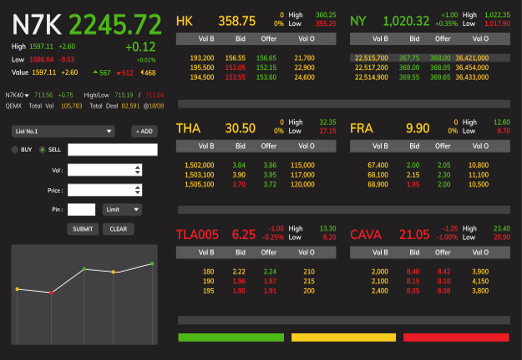 N7K 2245.72
High 1597.11 +2.60 +0.12
Low 1586.64 -9.53 +0.01%
Value 1597.11 +2.60 567 512 468
N7K40 713.56 +0.75 High/Low 715.19 / 711.04
QEMX Total Vol 105,783 Total Deal 82,591 @18/08
List No.1 + ADD
BUY SELL
Vol :
Price :
Pin : Limit
SUBMIT CLEAR
HK 358.75 0 High 360.25
0% Low 355.25
Vol B Bid Offer Vol O
193,200 156.55 156.65 21,780
195,500 152.05 152.15 22,900
194,500 153.55 153.60 24,600
NY 1,020.32 +1.00 High 1,022.35
+0.35% Low 1,017.90
Vol B Bid Offer Vol O
22,515,700 367.75 368.00 36,421,000
22,517,200 368.00 368.05 36,454,000
22,514,900 369.55 369.65 36,433,000
THA 30.50 0 High 32.35
0% Low 27.15
Vol B Bid Offer Vol O
1,502,000 3.84 3.86 115,000
1,503,100 3.90 3.95 117,000
1,505,100 3.70 3.72 120,000
FRA 9.90 0 High 12.60
0% Low 9.70
Vol B Bid Offer Vol O
67,400 2.00 2.05 10,800
68,100 2.15 2.30 11,100
68,900 1.95 2.00 10,500
TLA005 6.25 -1.00 High 13.30
-0.25% Low 6.20
Vol B Bid Offer Vol O
180 2.22 2.24 210
190 1.96 1.97 215
195 1.90 1.91 200
CAVA 21.05 -1.25 High 23.40
-1.00% Low 20.90
Vol B Bid Offer Vol O
2,000 8.40 8.42 3,900
2,100 8.15 8.18 4,150
2,400 8.05 8.08 3,800